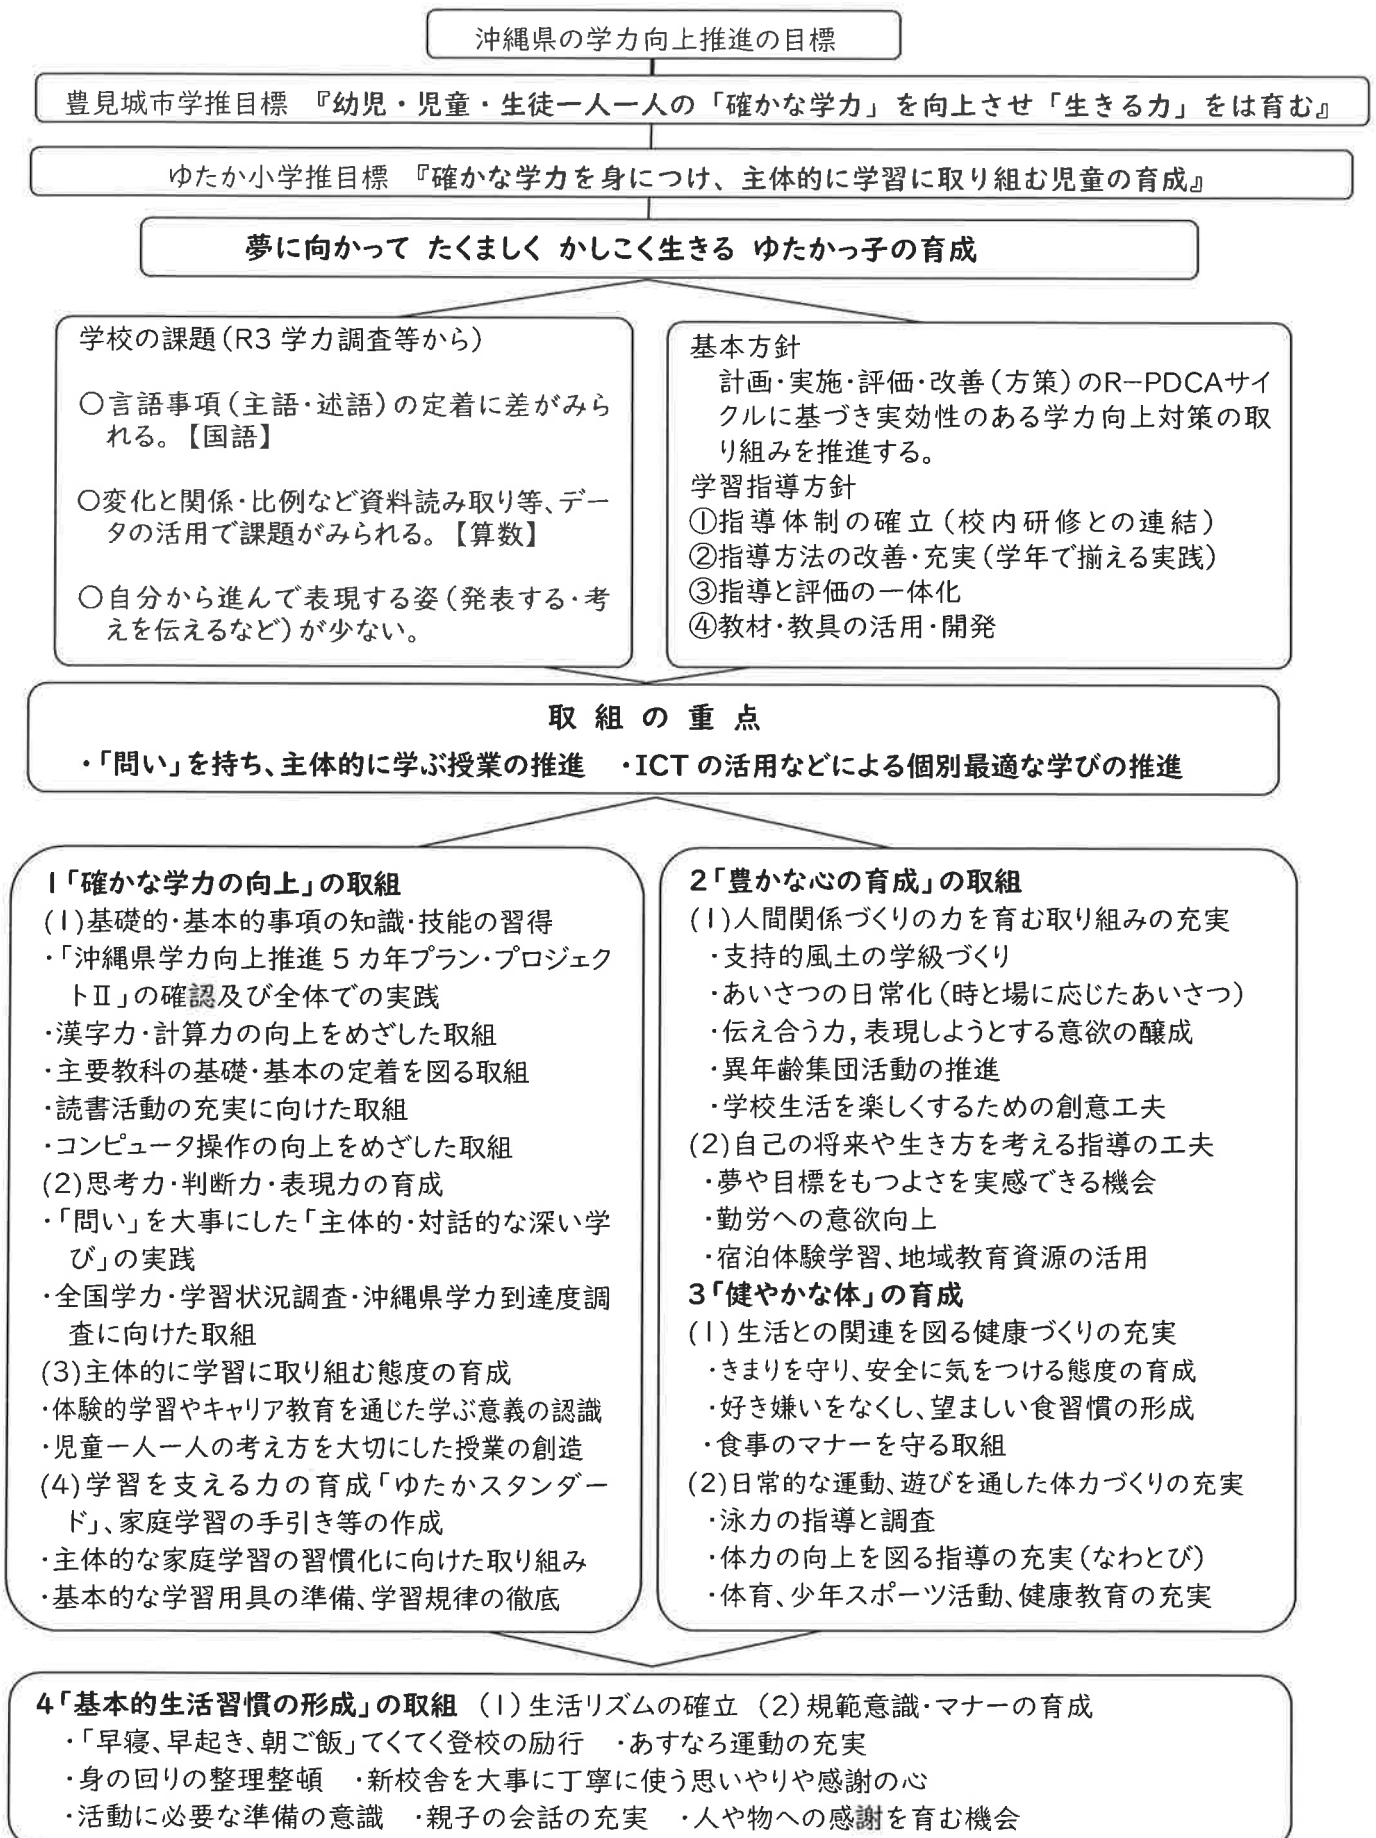 沖縄県の学力向上推進の目標
豊見城市学推目標 『幼児・児童・生徒一人一人の「確かな学力」を向上させ「生きる力」をは育む』
ゆたか小学推目標 『確かな学力を身につけ、主体的に学習に取り組む児童の育成』
夢に向かって たくましく かしこく生きる ゆたかっ子の育成
学校の課題(R3 学力調査等から)
○言語事項(主語・述語)の定着に差がみら
れる。【国語】
○変化と関係・比例など資料読み取り等、デー
タの活用で課題がみられる。【算数】
○自分から進んで表現する姿(発表する・考
えを伝えるなど)が少ない。
基本方針
計画・実施・評価・改善(方策)のR-PDCAサイ
クルに基づき実効性のある学力向上対策の取
り組みを推進する。
学習指導方針
①指導体制の確立(校内研修との連結)
②指導方法の改善・充実(学年で揃える実践)
③指導と評価の一体化
④教材・教具の活用・開発
取組の重点
・「問い」を持ち、主体的に学ぶ授業の推進 ・ICTの活用などによる個別最適な学びの推進
1「確かな学力の向上」の取組
(1)基礎的・基本的事項の知識・技能の習得
・「沖縄県学力向上推進5カ年プラン・プロジェク
トⅡ」の確認及び全体での実践
・漢字力・計算力の向上をめざした取組
・主要教科の基礎・基本の定着を図る取組
・読書活動の充実に向けた取組
・コンピュータ操作の向上をめざした取組
(2)思考力・判断力・表現力の育成
・「問い」を大事にした「主体的・対話的な深い学
び」の実践
・全国学力・学習状況調査・沖縄県学力到達度調
査に向けた取組
(3)主体的に学習に取り組む態度の育成
・体験的学習やキャリア教育を通じた学ぶ意義の認識
・児童一人一人の考え方を大切にした授業の創造
(4)学習を支える力の育成「ゆたかスタンダー
ド」、家庭学習の手引き等の作成
・主体的な家庭学習の習慣化に向けた取り組み
・基本的な学習用具の準備、学習規律の徹底
2「豊かな心の育成」の取組
(1)人間関係づくりの力を育む取り組みの充実
・支持的風土の学級づくり
・あいさつの日常化(時と場に応じたあいさつ)
・伝え合う力,表現しようとする意欲の醸成
・異年齢集団活動の推進
・学校生活を楽しくするための創意工夫
(2)自己の将来や生き方を考える指導の工夫
・夢や目標をもつよさを実感できる機会
・勤労への意欲向上
・宿泊体験学習、地域教育資源の活用
3「健やかな体」の育成
(1)生活との関連を図る健康づくりの充実
・きまりを守り、安全に気をつける態度の育成
・好き嫌いをなくし、望ましい食習慣の形成
・食事のマナーを守る取組
(2)日常的な運動、遊びを通した体力づくりの充実
・泳力の指導と調査
・体力の向上を図る指導の充実(なわとび)
・体育、少年スポーツ活動、健康教育の充実
4「基本的生活習慣の形成」の取組 (1)生活リズムの確立 (2)規範意識・マナーの育成
・「早寝、早起き、朝ご飯」てくてく登校の励行 ・あすなろ運動の充実
・身の回りの整理整頓 ・新校舎を大事に丁寧に使う思いやりや感謝の心
・活動に必要な準備の意識 ・親子の会話の充実 ・人や物への感謝を育む機会